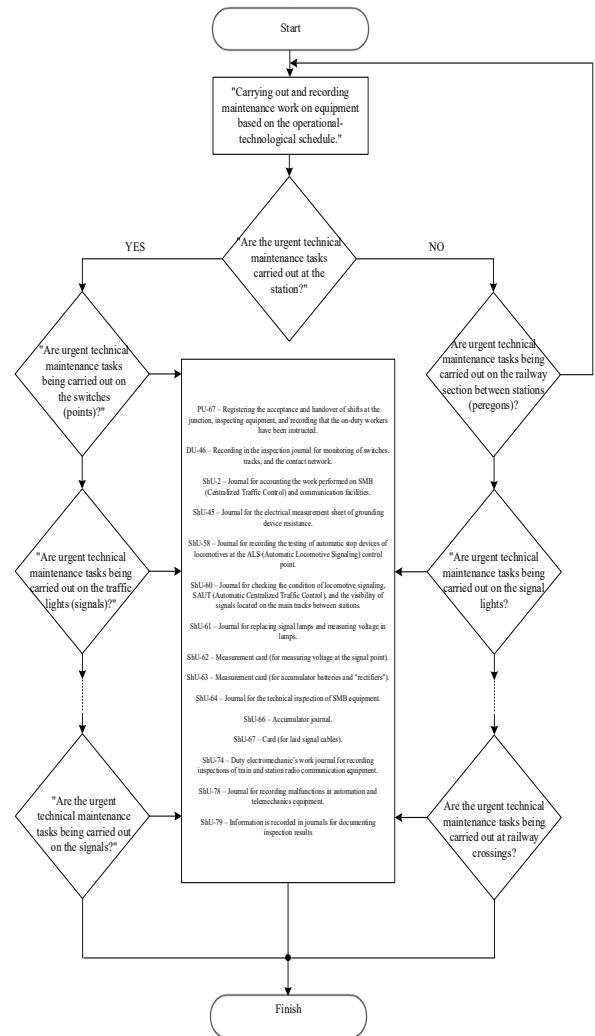 Start
"Carrying out and recording
maintenance work on equipment
based on the operational-
technological schedule."
YES
"Are the urgent technical
maintenance tasks
carried out at the
station?"
NO
"Are urgent technical
maintenance tasks
being carried out on
the switches
(points)?"
Are urgent technical
maintenance tasks being
carried out on the railway
section between stations
(peregons)?
PU-67 – Registering the acceptance and handover of shifts at the
junction, inspecting equipment, and recording that the on-duty workers
have been instructed.
DU-46 – Recording in the inspection journal for monitoring of switches,
tracks, and the contact network.
ShU-2 – Journal for accounting the work performed on SMB
(Centralized Traffic Control) and communication facilities.
ShU-45 – Journal for the electrical measurement sheet of grounding
device resistance.
ShU-58 – Journal for recording the testing of automatic stop devices of
locomotives at the ALS (Automatic Locomotive Signaling) control
point.
ShU-60 – Journal for checking the condition of locomotive signaling,
SAUT (Automatic Centralized Traffic Control), and the visibility of
signals located on the main tracks between stations.
ShU-61 – Journal for replacing signal lamps and measuring voltage in
lamps.
ShU-62 – Measurement card (for measuring voltage at the signal point).
ShU-63 – Measurement card (for accumulator batteries and "rectifiers").
ShU-64 – Journal for the technical inspection of SMB equipment.
ShU-66 – Accumulator journal.
ShU-67 – Card (for laid signal cables).
ShU-74 – Duty electromechanic's work journal for recording
inspections of train and station radio communication equipment.
ShU-78 – Journal for recording malfunctions in automation and
telemechanics equipment.
ShU-79 – Information is recorded in journals for documenting
inspection results
"Are urgent technical
maintenance tasks being
carried out on the traffic
lights (signals)?"
"Are urgent technical
maintenance tasks being
carried out on the signal
lights?
"Are the urgent
technical maintenance
tasks being carried out
on the signals?"
Are the urgent technical
maintenance tasks being
carried out at railway
crossings?
Finish